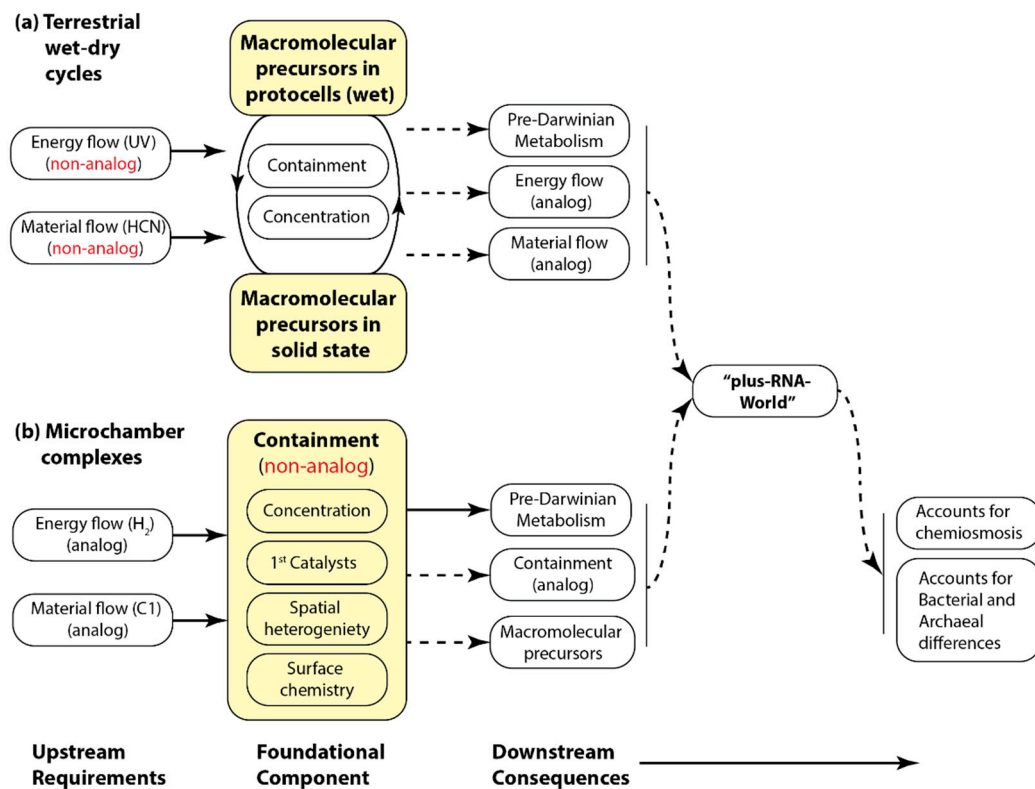 (a) Terrestrial
wet-dry
cycles
Macromolecular
precursors in
protocells (wet)
Energy flow (UV)
(non-analog)
Material flow (HCN)
(non-analog)
Containment
Concentration
Macromolecular
precursors in
solid state
Pre-Darwinian
Metabolism
Energy flow
(analog)
Material flow
(analog)
“plus-RNA-
World”
(b) Microchamber
complexes
Energy flow (H₂)
(analog)
Material flow (C1)
(analog)
Containment
(non-analog)
Concentration
1st Catalysts
Spatial
heterogeniety
Surface
chemistry
Pre-Darwinian
Metabolism
Containment
(analog)
Macromolecular
precursors
Accounts for
chemiosmosis
Accounts for
Bacterial and
Archaeal
differences
Upstream
Requirements
Foundational
Component
Downstream
Consequences